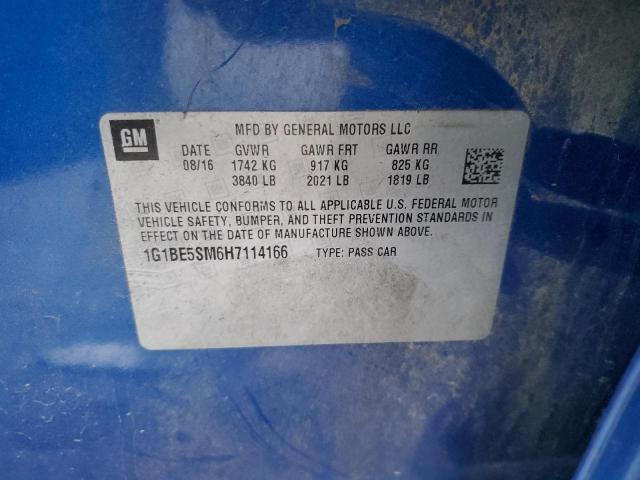 GM
MFD BY GENERAL MOTORS LLC
DATE GVWR GAWR FRT GAWR RR
08/16 1742 KG 917 KG 825 KG
3840 LB 2021 LB 1819 LB
THIS VEHICLE CONFORMS TO ALL APPLICABLE U.S. FEDERAL MOTOR
VEHICLE SAFETY, BUMPER, AND THEFT PREVENTION STANDARDS IN
EFFECT ON THE DATE OF MANUFACTURE SHOWN ABOVE.
1G1BE5SM6H7114166 TYPE: PASS CAR